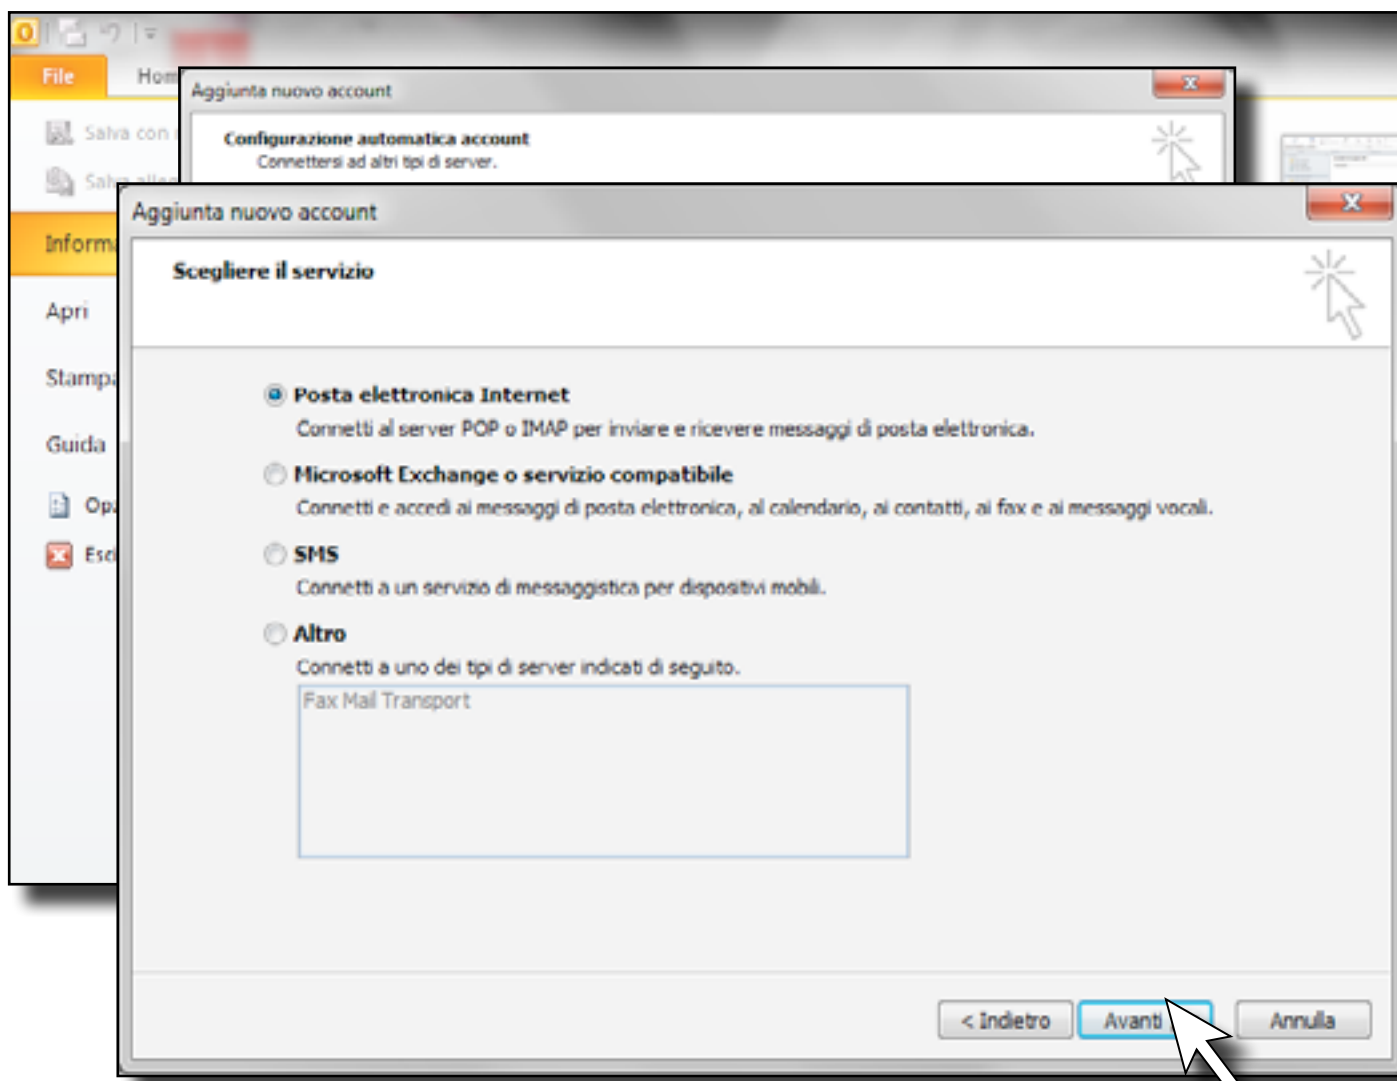 File
Hom
Salva con
Salva alleg
Informa
Apri
Stampa
Guida
Opz
Esci
Aggiunta nuovo account
Configurazione automatica account
Connettersi ad altri tipi di server.
Aggiunta nuovo account
Scegliere il servizio
Posta elettronica Internet
Connetti al server POP o IMAP per inviare e ricevere messaggi di posta elettronica.
Microsoft Exchange o servizio compatibile
Connetti e accedi ai messaggi di posta elettronica, al calendario, ai contatti, ai fax e ai messaggi vocali.
SMS
Connetti a un servizio di messaggistica per dispositivi mobili.
Altro
Connetti a uno dei tipi di server indicati di seguito.
Fax Mail Transport
< Indietro
Avanti
Annulla